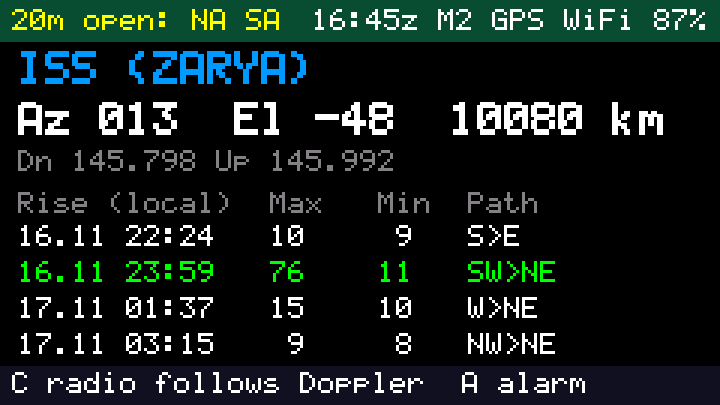 20m open: NA SA 16:45z M2 GPS WiFi 87%
ISS (ZARYA)
Az 013 El -48 10080 km
Dn 145.798 Up 145.992
Rise (local) Max Min Path
16.11 22:24 10 9 S>E
16.11 23:59 76 11 SW>NE
17.11 01:37 15 10 W>NE
17.11 03:15 9 8 NW>NE
C radio follows Doppler A alarm